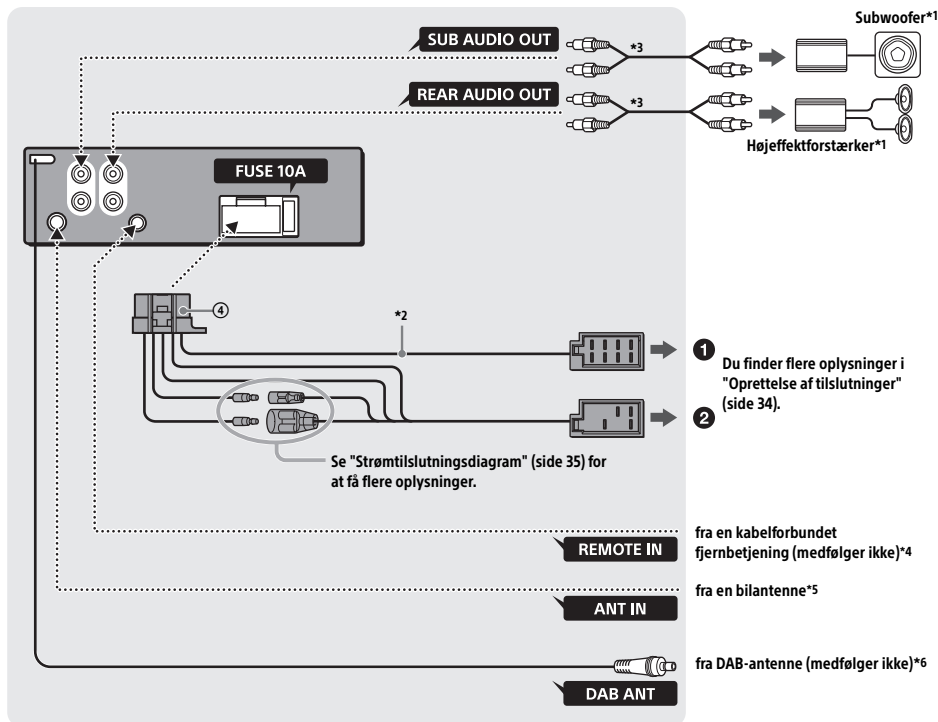 Subwoofer*1
SUB AUDIO OUT
*3
REAR AUDIO OUT
*3
Højeffektforstærker*1
FUSE 10A
④
*2
❶
Du finder flere oplysninger i
"Oprettelse af tilslutninger"
(side 34).
❷
Se "Strømtilslutningsdiagram" (side 35) for
at få flere oplysninger.
fra en kabelforbundet
fjernbetjening (medfølger ikke)*4
REMOTE IN
fra en bilantenne*5
ANT IN
fra DAB-antenne (medfølger ikke)*6
DAB ANT